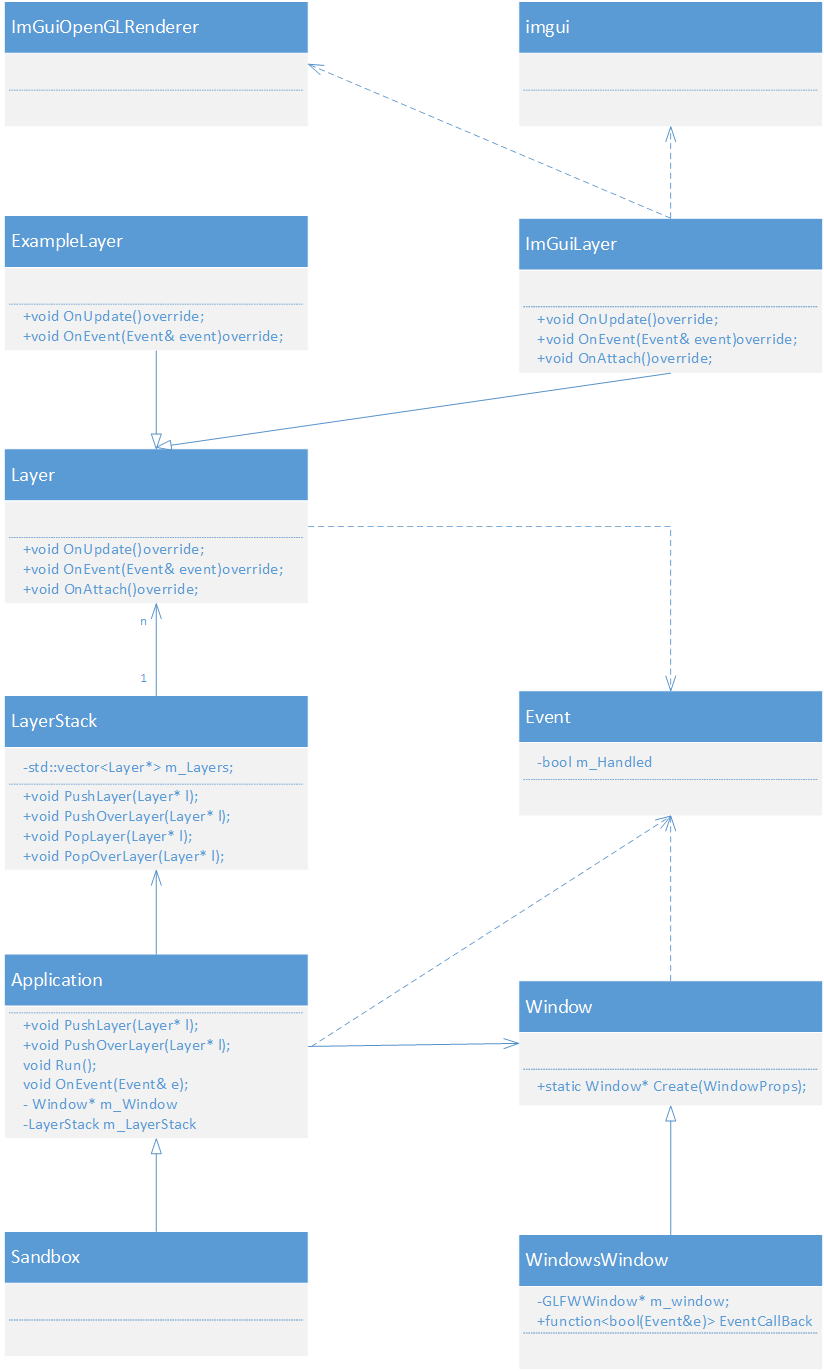 ImGuiOpenGLRenderer
imgui
ExampleLayer
+void OnUpdate()override;
+void OnEvent(Event& event)override;
ImGuiLayer
+void OnUpdate()override;
+void OnEvent(Event& event)override;
+void OnAttach()override;
Layer
+void OnUpdate()override;
+void OnEvent(Event& event)override;
+void OnAttach()override;
n
1
LayerStack
-std::vector<Layer*> m_Layers;
+void PushLayer(Layer* l);
+void PushOverLayer(Layer* l);
+void PopLayer(Layer* l);
+void PopOverLayer(Layer* l);
Event
-bool m_Handled
Application
+void PushLayer(Layer* l);
+void PushOverLayer(Layer* l);
void Run();
void OnEvent(Event& e);
- Window* m_Window
-LayerStack m_LayerStack
Window
+static Window* Create(WindowProps);
Sandbox
WindowsWindow
-GLFWWindow* m_window;
+function<bool(Event&e)> EventCallBack